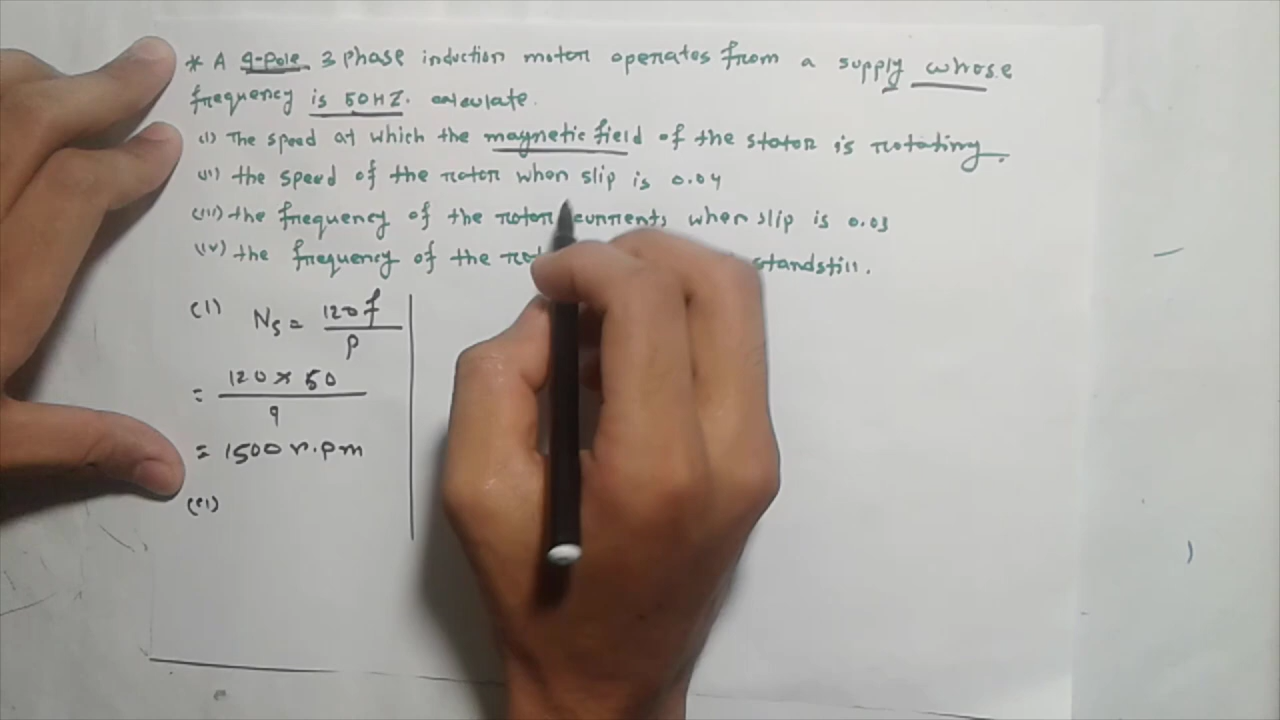 * A 4-pole 3 phase induction motor operates from a supply whose
frequency is 50HZ. calculate.
(i) The speed at which the magnetic field of the stator is rotating.
(ii) the speed of the rotor when slip is 0.04
(iii) the frequency of the rotor currents when slip is 0.03
(iv) the frequency of the standstill.
(i) Ns = 120f / P
= 120 × 50 / 4
= 1500 r.p.m
(ii)